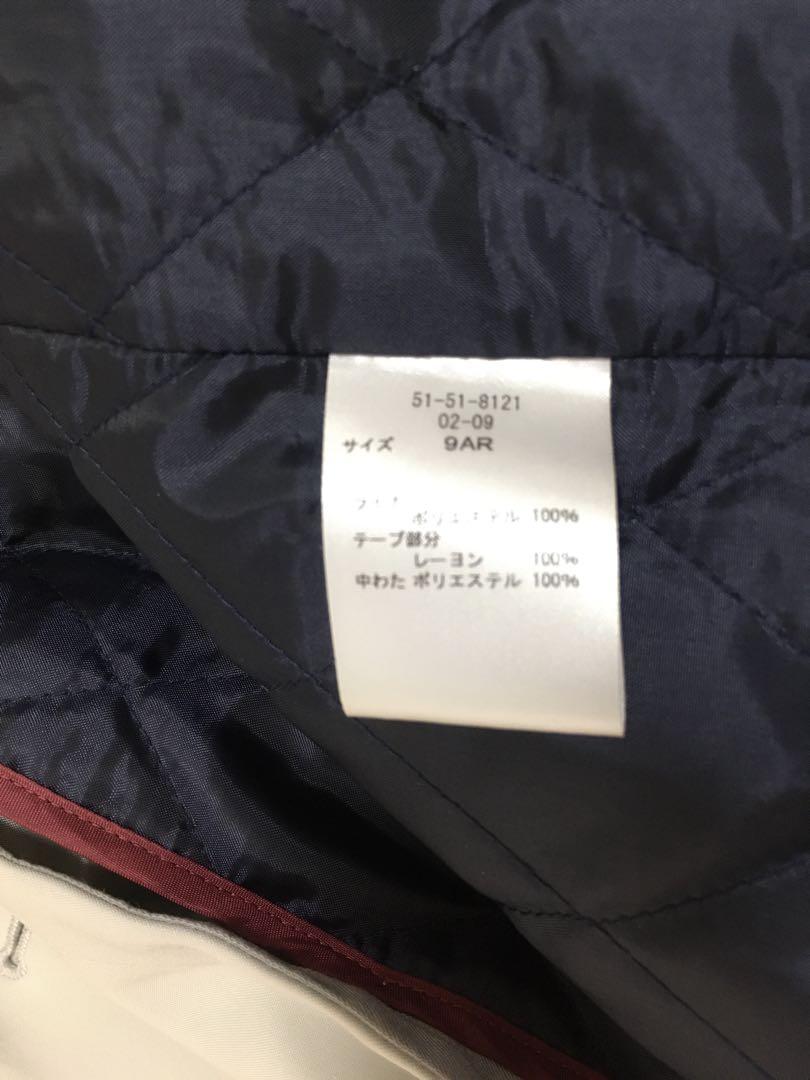 51-51-8121
02-09
サイズ 9AR
ポリエステル 100%
テープ部分
レーヨン 100%
中わた ポリエステル 100%